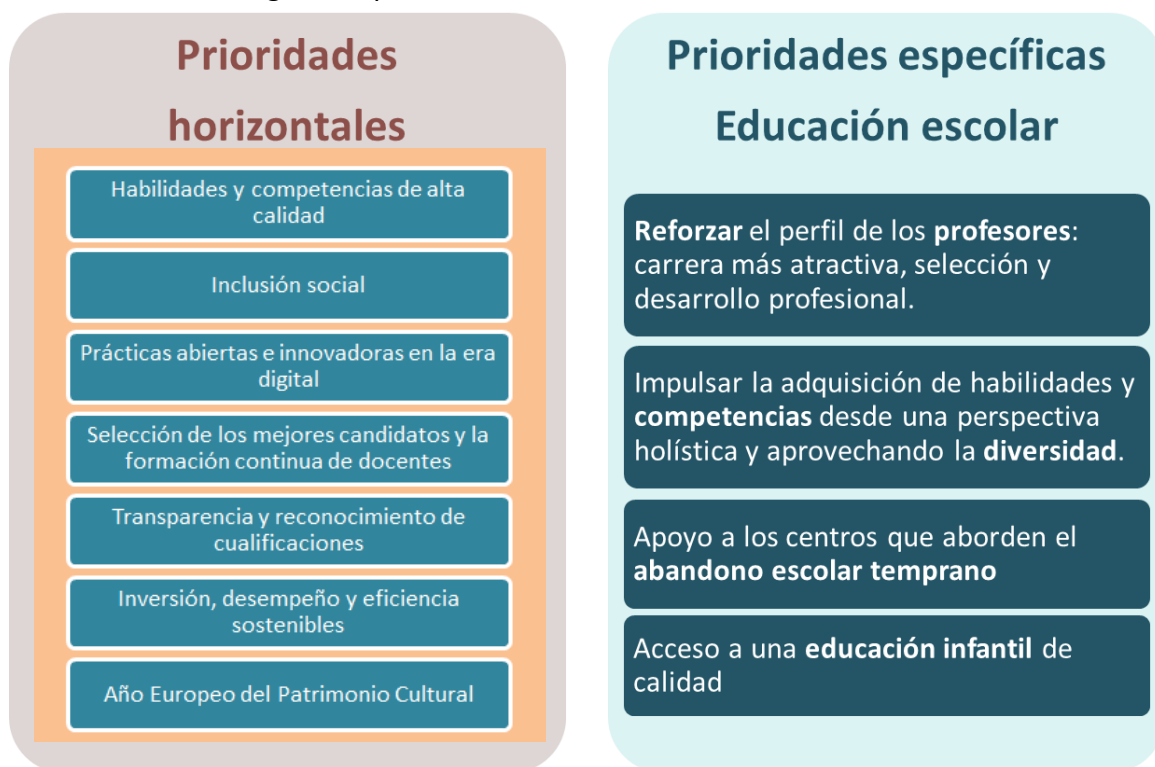 Prioridades
horizontales
Habilidades y competencias de alta
calidad
Inclusión social
Prácticas abiertas e innovadoras en la era
digital
Selección de los mejores candidatos y la
formación continua de docentes
Transparencia y reconocimiento de
cualificaciones
Inversión, desempeño y eficiencia
sostenibles
Año Europeo del Patrimonio Cultural
Prioridades específicas
Educación escolar
Reforzar el perfil de los profesores:
carrera más atractiva, selección y
desarrollo profesional.
Impulsar la adquisición de habilidades y
competencias desde una perspectiva
holística y aprovechando la diversidad.
Apoyo a los centros que aborden el
abandono escolar temprano
Acceso a una educación infantil de
calidad